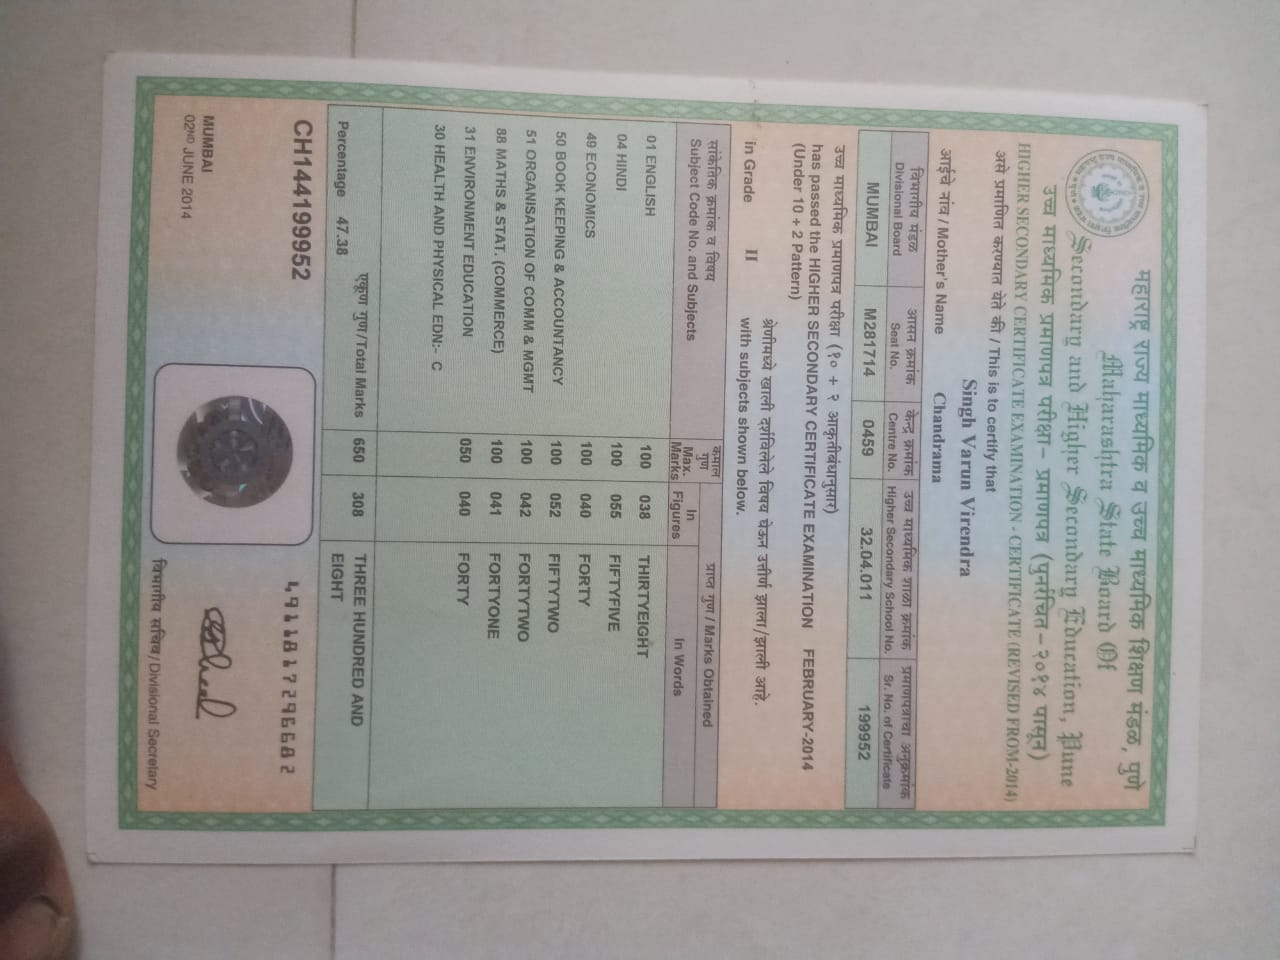 महाराष्ट्र राज्य माध्यमिक व उच्च माध्यमिक शिक्षण मंडळ, पुणे
Maharashtra State Board Of
Secondary and Higher Secondary Education, Pune
उच्च माध्यमिक प्रमाणपत्र परीक्षा – प्रमाणपत्र (पुनर्रचित – २०१४ पासून)
HIGHER SECONDARY CERTIFICATE EXAMINATION - CERTIFICATE (REVISED FROM-2014)
असे प्रमाणित करण्यात येते की / This is to certify that
Singh Varun Virendra
आईचे नांव / Mother's Name Chandrama
विभागीय मंडळ आसन क्रमांक केन्द्र क्रमांक उच्च माध्यमिक शाळा क्रमांक प्रमाणपत्राचा अनुक्रमांक
Divisional Board Seat No. Centre No. Higher Secondary School No. Sr. No. of Certificate
MUMBAI M281714 0459 32.04.011 199952
उच्च माध्यमिक प्रमाणपत्र परीक्षा (१० + २ आकृतीबंधानुसार)
has passed the HIGHER SECONDARY CERTIFICATE EXAMINATION FEBRUARY-2014
(Under 10 + 2 Pattern)
श्रेणीमध्ये खाली दर्शविलेले विषय घेऊन उत्तीर्ण झाला/झाली आहे.
in Grade II with subjects shown below.
सांकेतिक क्रमांक व विषय कमाल गुण प्राप्त गुण / Marks Obtained
Subject Code No. and Subjects Max. Marks In Figures In Words
01 ENGLISH 100 038 THIRTYEIGHT
04 HINDI 100 055 FIFTYFIVE
49 ECONOMICS 100 040 FORTY
50 BOOK KEEPING & ACCOUNTANCY 100 052 FIFTYTWO
51 ORGANISATION OF COMM & MGMT 100 042 FORTYTWO
88 MATHS & STAT. (COMMERCE) 100 041 FORTYONE
31 ENVIRONMENT EDUCATION 050 040 FORTY
30 HEALTH AND PHYSICAL EDN:- C
Percentage 47.38 एकूण गुण/Total Marks 650 308 THREE HUNDRED AND
EIGHT
CH14419995​2
MUMBAI
02ND JUNE 2014
विभागीय सचिव / Divisional Secretary